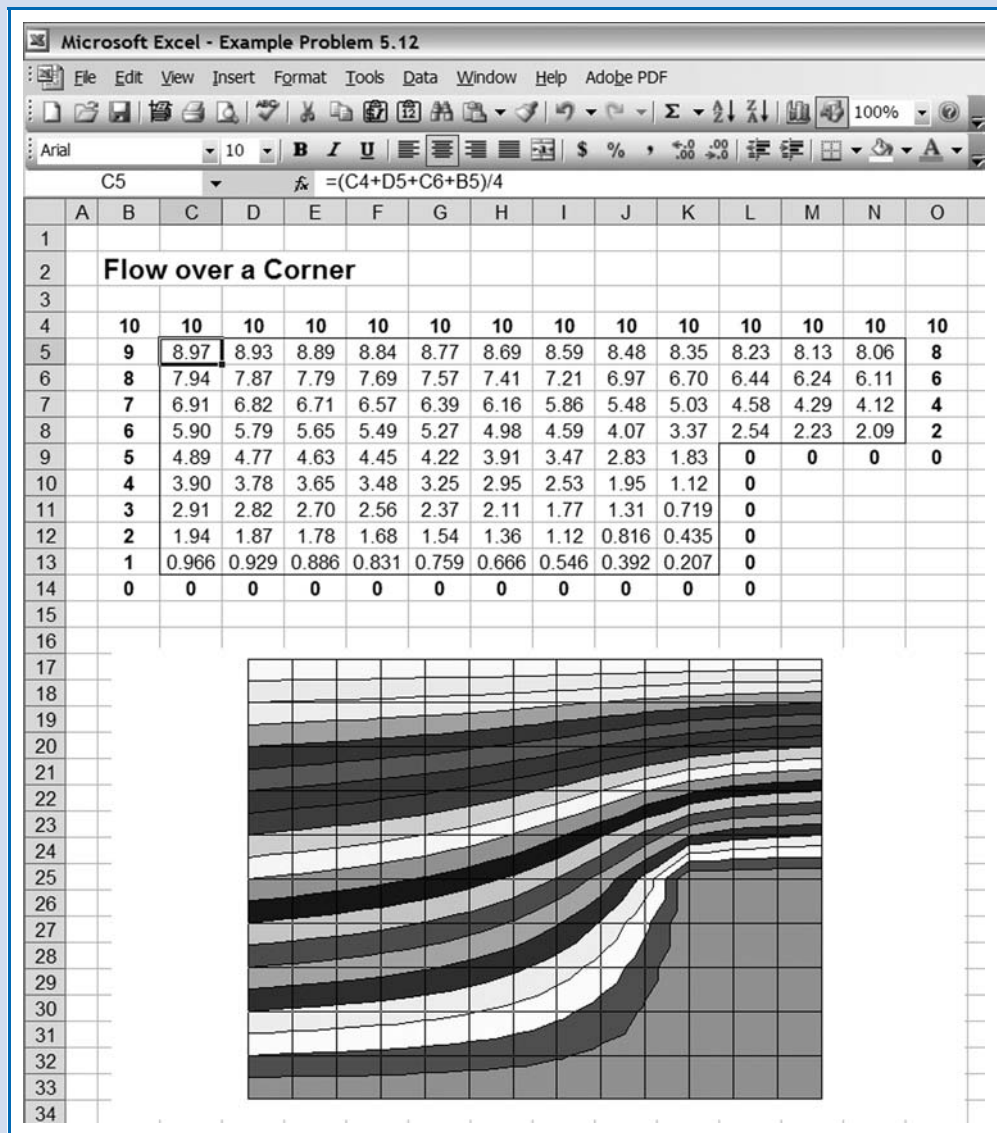 Microsoft Excel - Example Problem 5.12
File Edit View Insert Format Tools Data Window Help Adobe PDF
100%
Arial 10 B I U $ % , .00 .00 A
C5 fx =(C4+D5+C6+B5)/4
A B C D E F G H I J K L M N O
1
2 Flow over a Corner
3
4 10 10 10 10 10 10 10 10 10 10 10 10 10 10
5 9 8.97 8.93 8.89 8.84 8.77 8.69 8.59 8.48 8.35 8.23 8.13 8.06 8
6 8 7.94 7.87 7.79 7.69 7.57 7.41 7.21 6.97 6.70 6.44 6.24 6.11 6
7 7 6.91 6.82 6.71 6.57 6.39 6.16 5.86 5.48 5.03 4.58 4.29 4.12 4
8 6 5.90 5.79 5.65 5.49 5.27 4.98 4.59 4.07 3.37 2.54 2.23 2.09 2
9 5 4.89 4.77 4.63 4.45 4.22 3.91 3.47 2.83 1.83 0 0 0 0
10 4 3.90 3.78 3.65 3.48 3.25 2.95 2.53 1.95 1.12 0
11 3 2.91 2.82 2.70 2.56 2.37 2.11 1.77 1.31 0.719 0
12 2 1.94 1.87 1.78 1.68 1.54 1.36 1.12 0.816 0.435 0
13 1 0.966 0.929 0.886 0.831 0.759 0.666 0.546 0.392 0.207 0
14 0 0 0 0 0 0 0 0 0 0 0
15
16
17
18
19
20
21
22
23
24
25
26
27
28
29
30
31
32
33
34